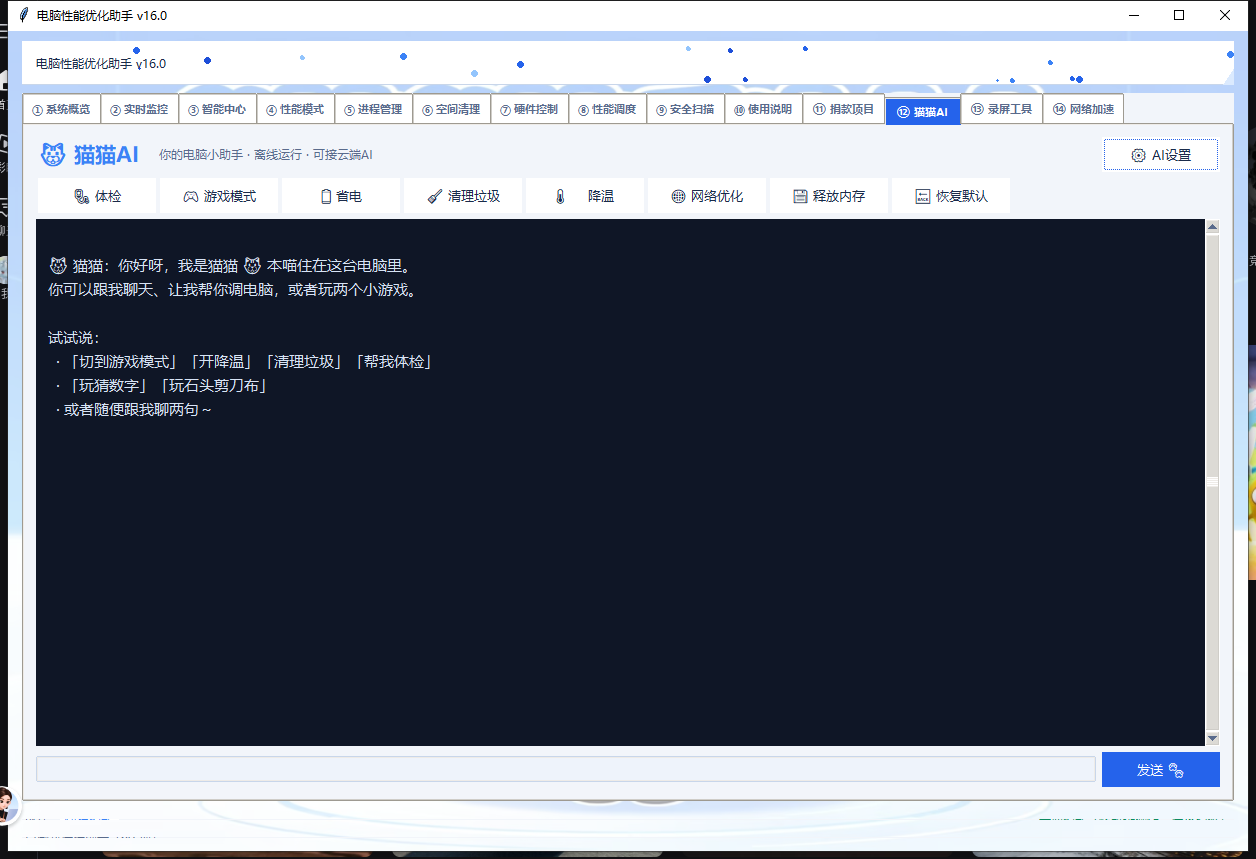 电脑性能优化助手 v16.0
电脑性能优化助手 v16.0
① 系统概览 ② 实时监控 ③ 智能中心 ④ 性能模式 ⑤ 进程管理 ⑥ 空间清理 ⑦ 硬件控制 ⑧ 性能调度 ⑨ 安全扫描 ⑩ 使用说明 ⑪ 捐款项目 ⑫ 猫猫AI ⑬ 录屏工具 ⑭ 网络加速
猫猫AI 你的电脑小助手 · 离线运行 · 可接云端AI AI设置
体检 游戏模式 省电 清理垃圾 降温 网络优化 释放内存 恢复默认
猫猫：你好呀，我是猫猫 本喵住在这台电脑里。
你可以跟我聊天、让我帮你调电脑，或者玩两个小游戏。
试试说：
· 「切到游戏模式」 「开降温」 「清理垃圾」 「帮我体检」
· 「玩猜数字」 「玩石头剪刀布」
· 或者随便跟我聊两句 ~
发送